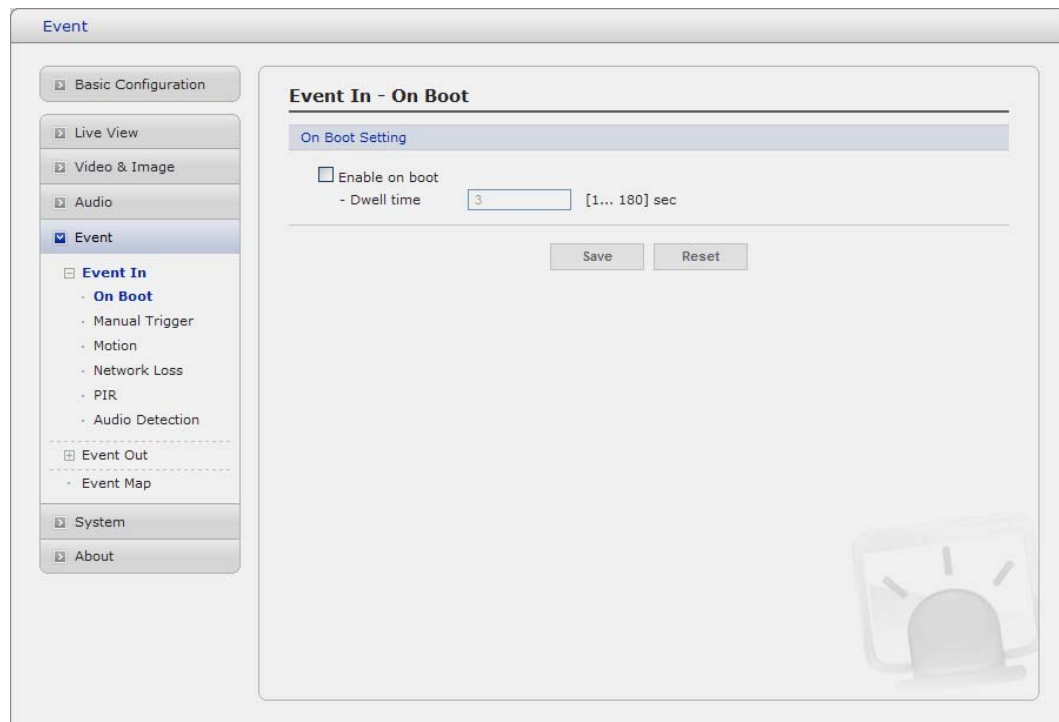 Event
Basic Configuration
Live View
Video & Image
Audio
Event
Event In
On Boot
Manual Trigger
Motion
Network Loss
PIR
Audio Detection
Event Out
Event Map
System
About
Event In - On Boot
On Boot Setting
Enable on boot
- Dwell time 3 [1... 180] sec
Save Reset